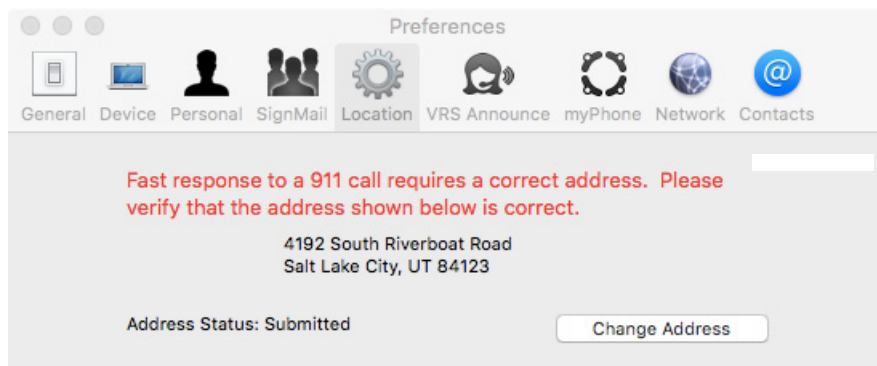 Preferences
General Device Personal SignMail Location VRS Announce myPhone Network Contacts
Fast response to a 911 call requires a correct address.  Please
verify that the address shown below is correct.
4192 South Riverboat Road
Salt Lake City, UT 84123
Address Status: Submitted Change Address